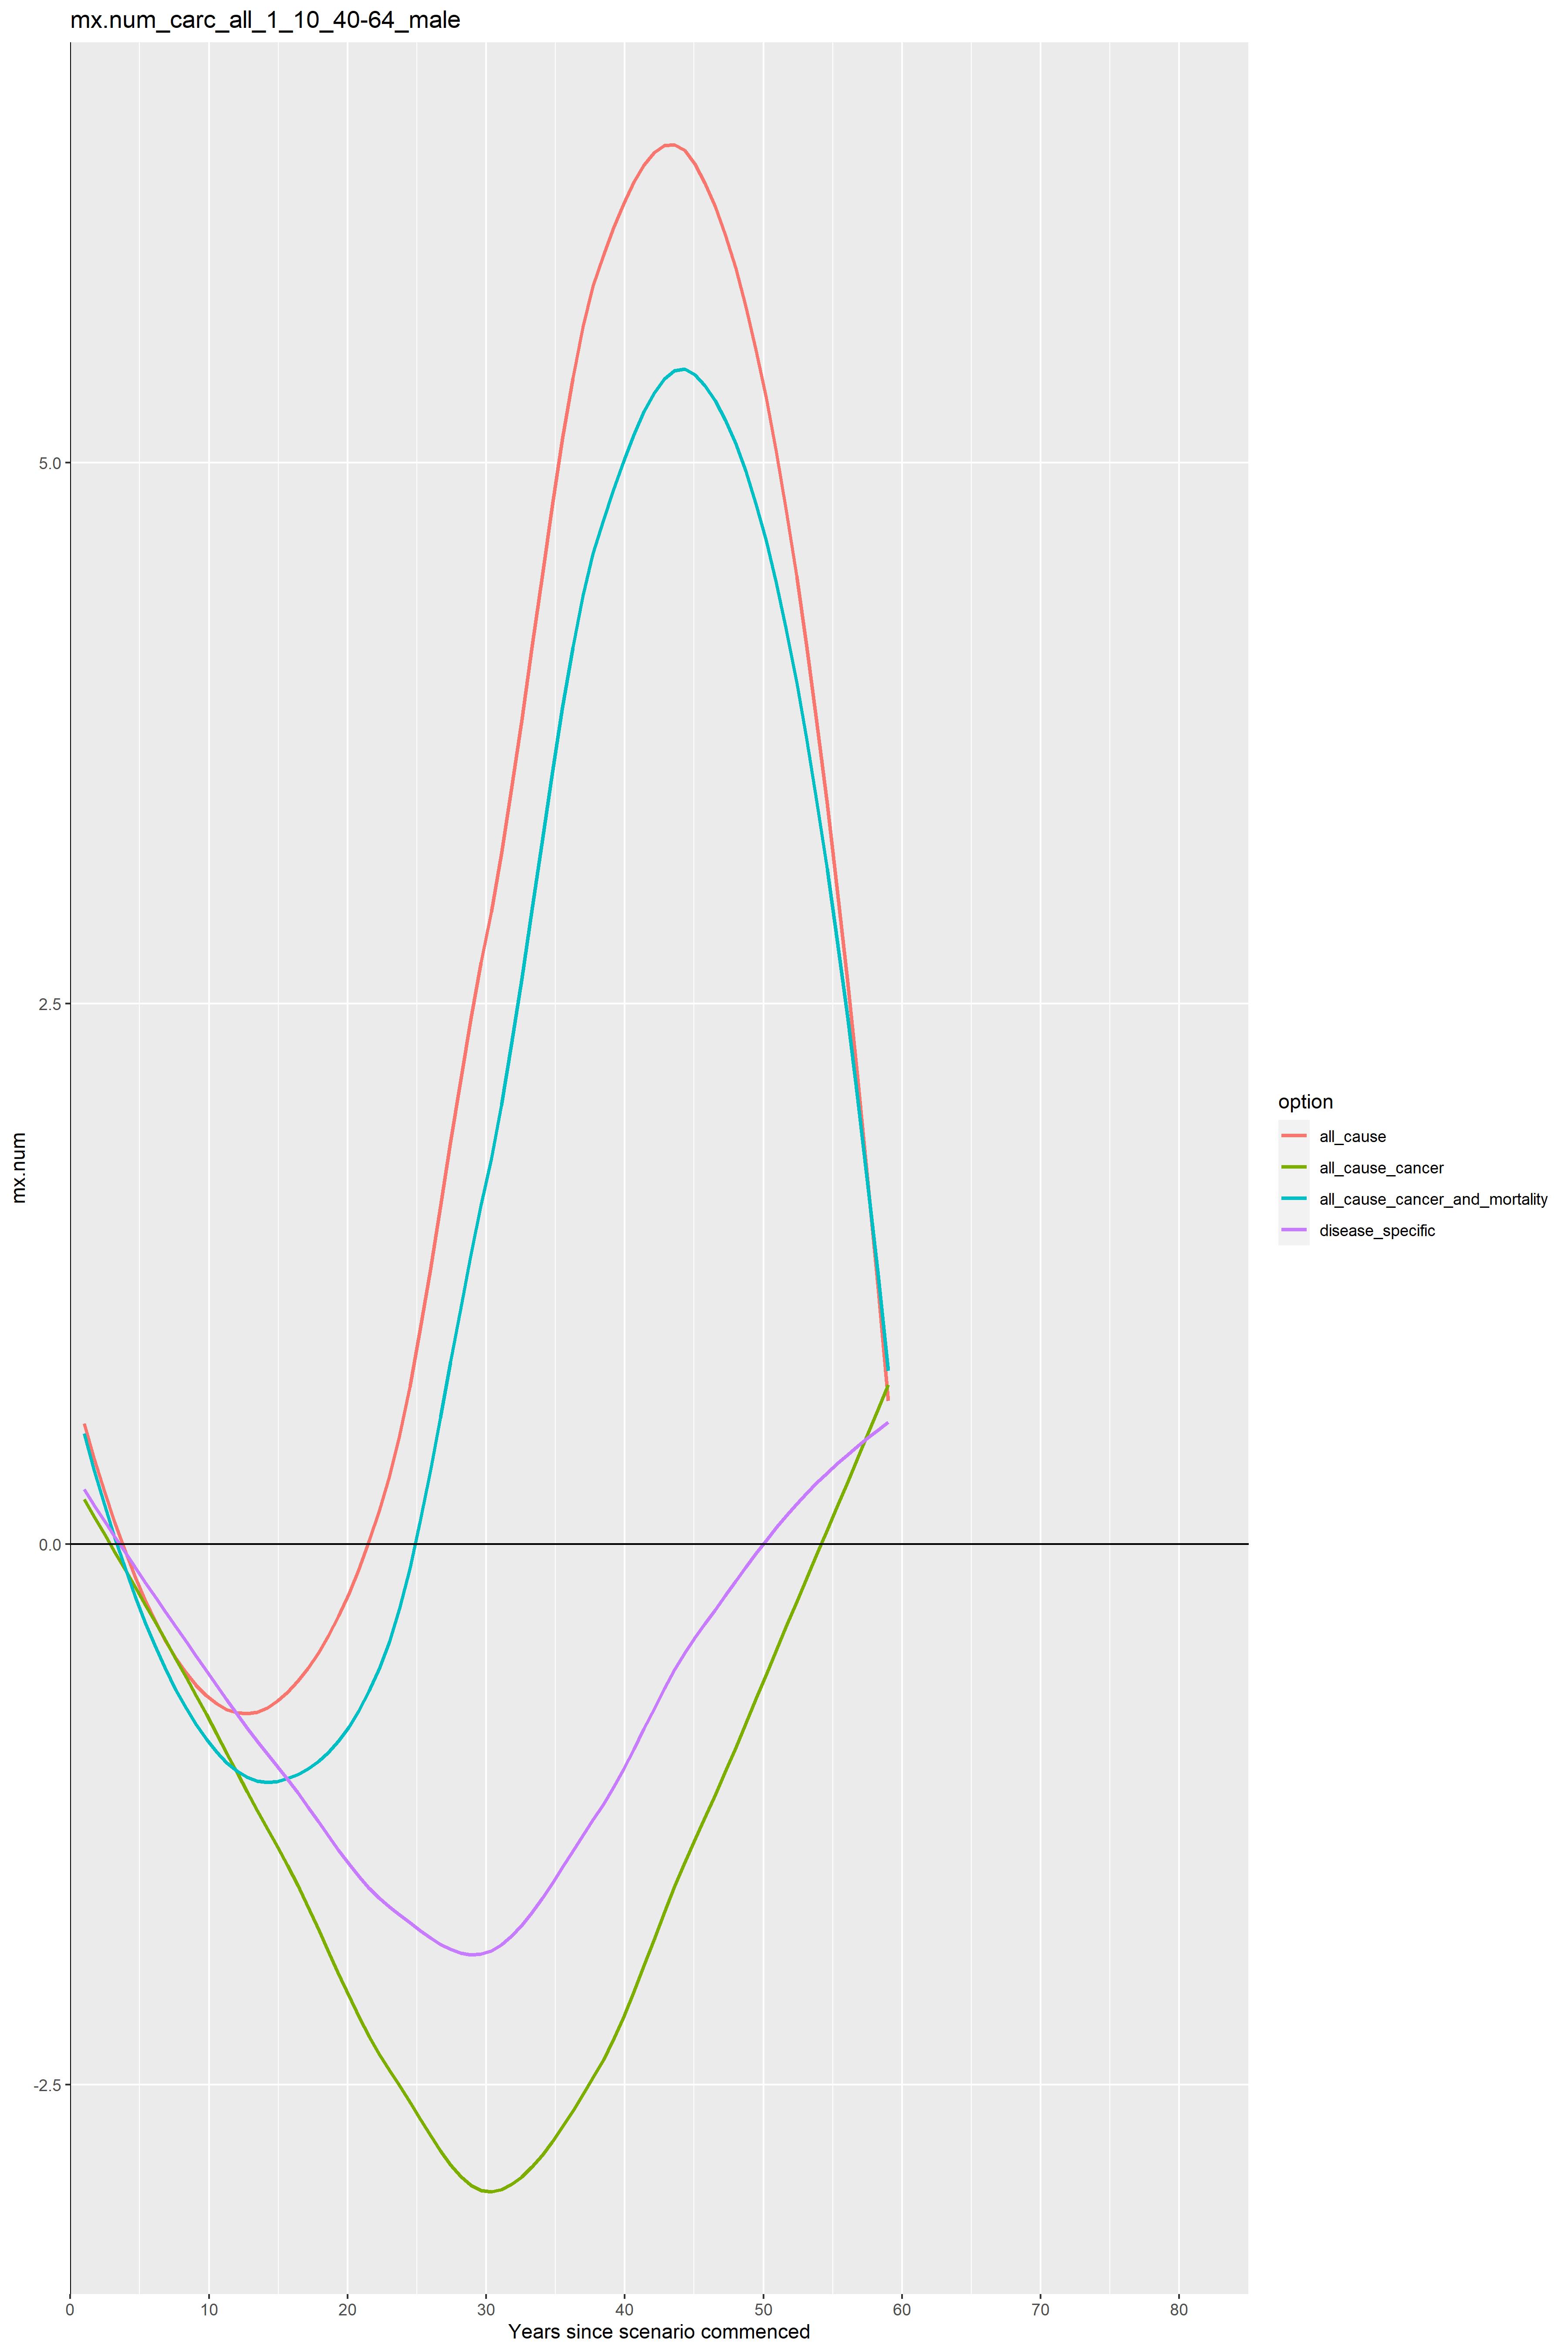 mx.num_carc_all_1_10_40-64_male
5.0
2.5
0.0
-2.5
mx.num
0 10 20 30 40 50 60 70 80
Years since scenario commenced
option
all_cause
all_cause_cancer
all_cause_cancer_and_mortality
disease_specific